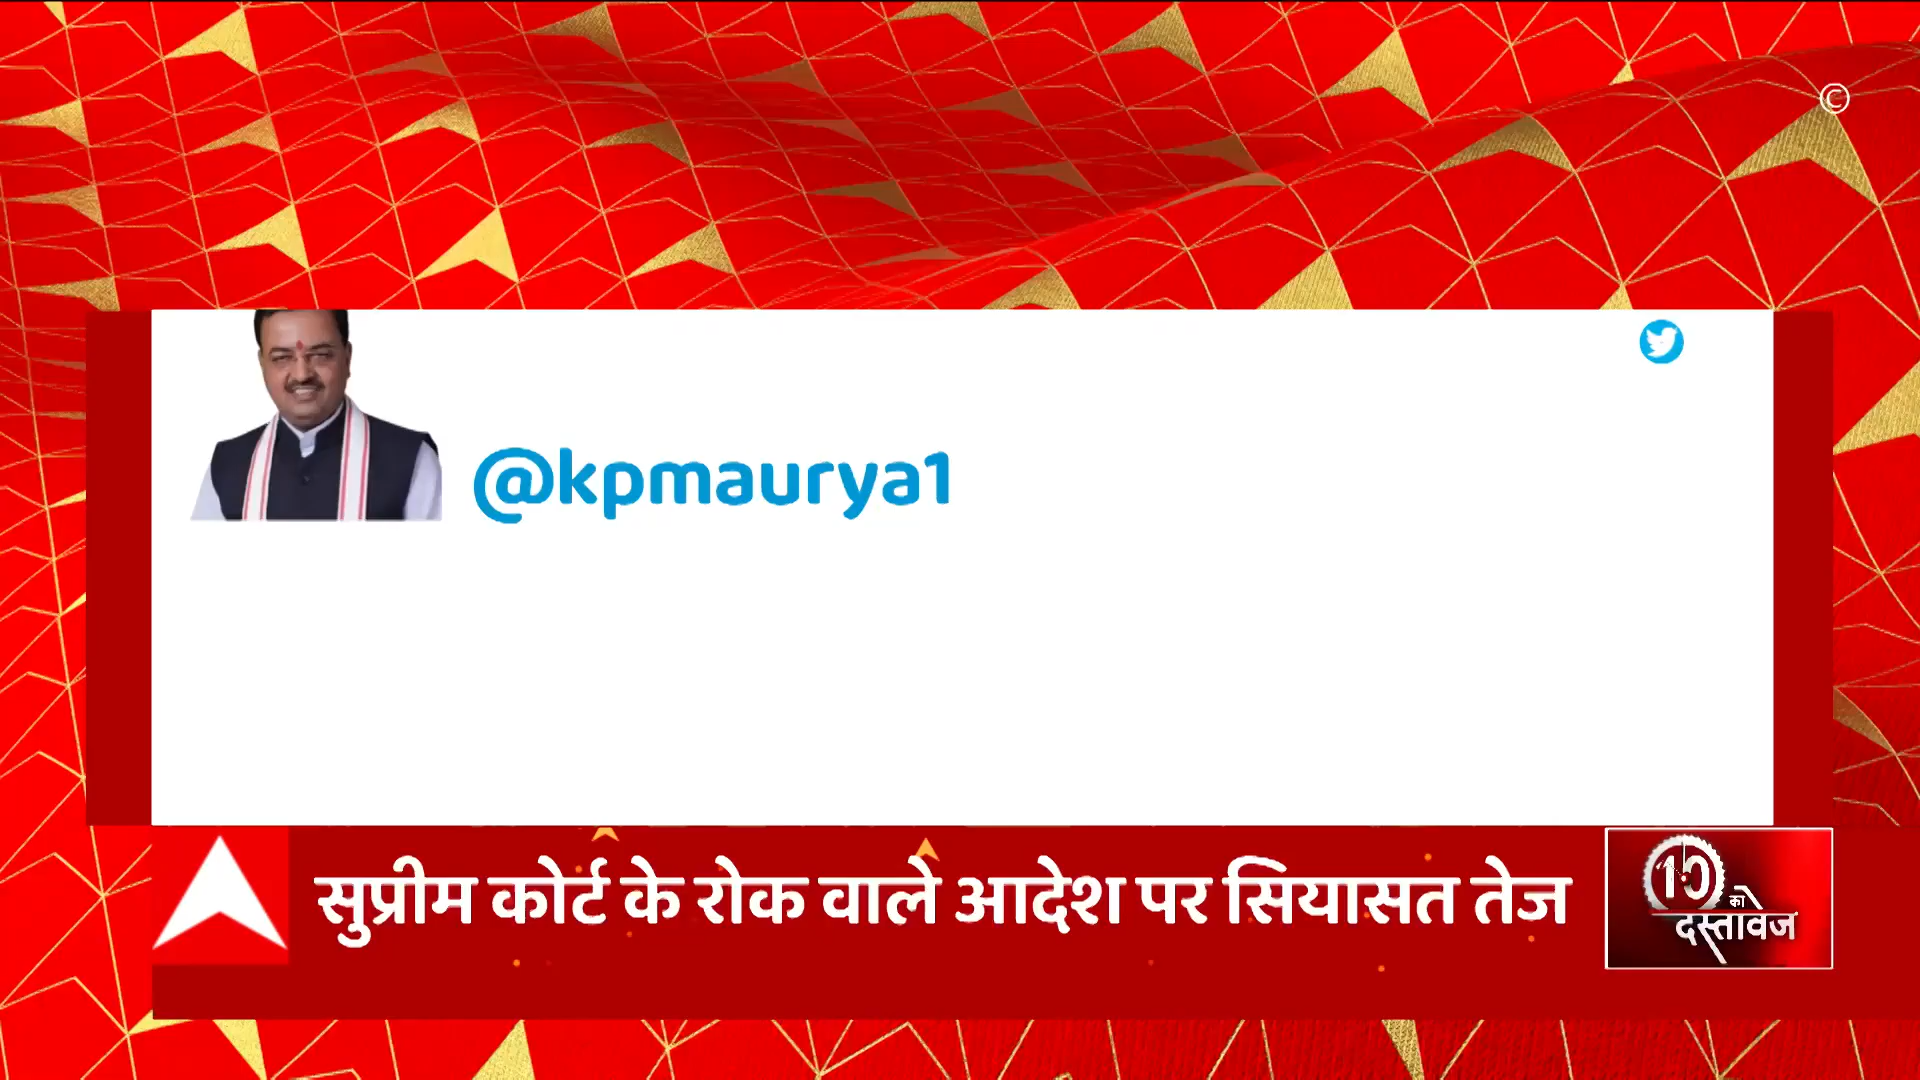 ©
@kpmaurya1
सुप्रीम कोर्ट के रोक वाले आदेश पर सियासत तेज
10 को
दस्तावेज